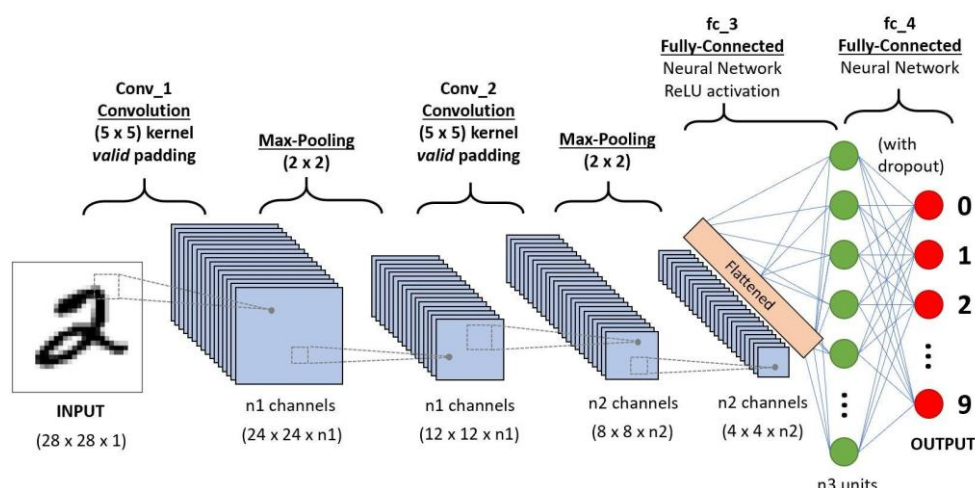 fc_3
Fully-Connected
Neural Network
ReLU activation
fc_4
Fully-Connected
Neural Network
Conv_1
Convolution
(5 x 5) kernel
valid padding
Max-Pooling
(2 x 2)
Conv_2
Convolution
(5 x 5) kernel
valid padding
Max-Pooling
(2 x 2)
(with
dropout)
Flattened
0
1
2
9
INPUT
(28 x 28 x 1)
n1 channels
(24 x 24 x n1)
n1 channels
(12 x 12 x n1)
n2 channels
(8 x 8 x n2)
n2 channels
(4 x 4 x n2)
OUTPUT
n3 units